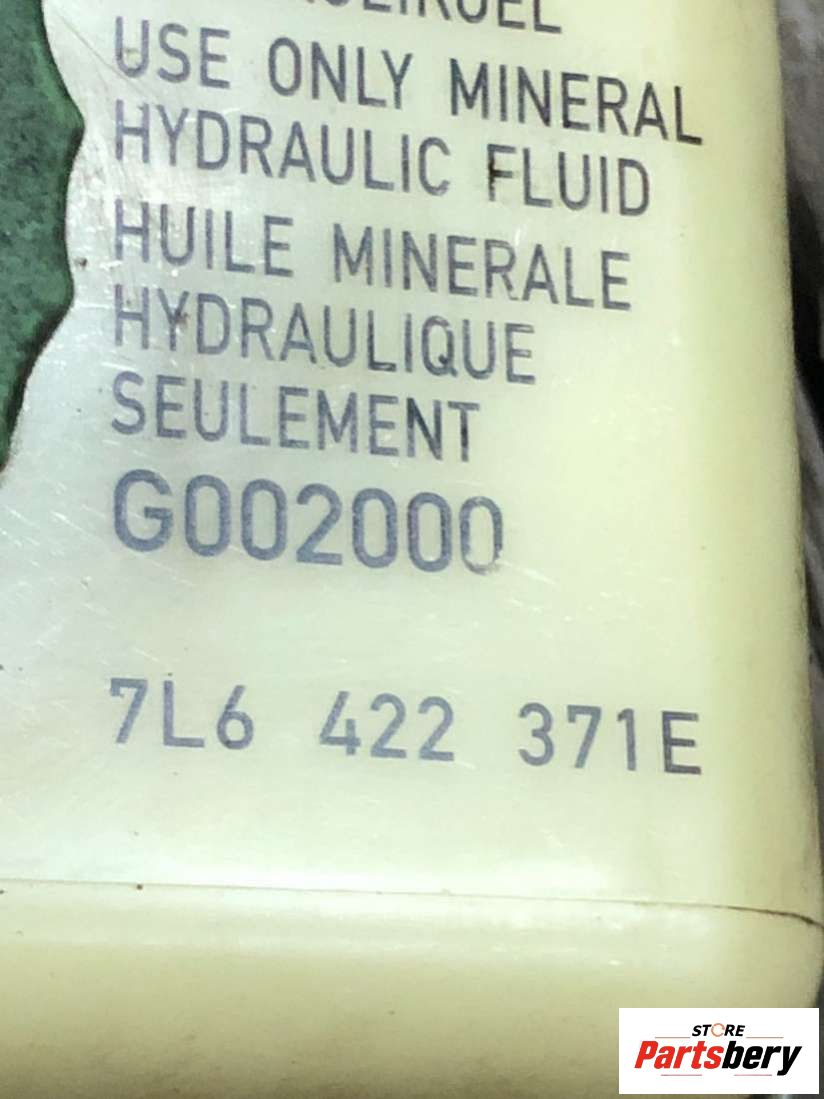 USE ONLY MINERAL
HYDRAULIC FLUID
HUILE MINERALE
HYDRAULIQUE
SEULEMENT
G002000
7L6 422 371E
STORE
Partsbery